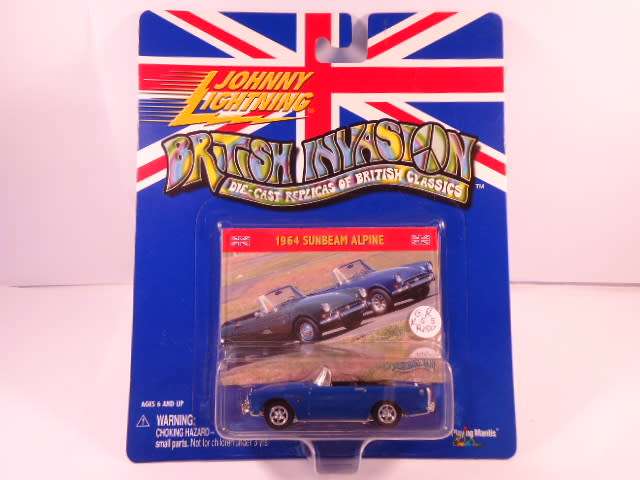 JOHNNY
LIGHTNING
BRITISH INVASION
DIE-CAST REPLICAS OF BRITISH CLASSICS
TM
1964 SUNBEAM ALPINE
AGES 6 AND UP
WARNING:
CHOKING HAZARD—
small parts. Not for children under 3 yrs.
Mantis